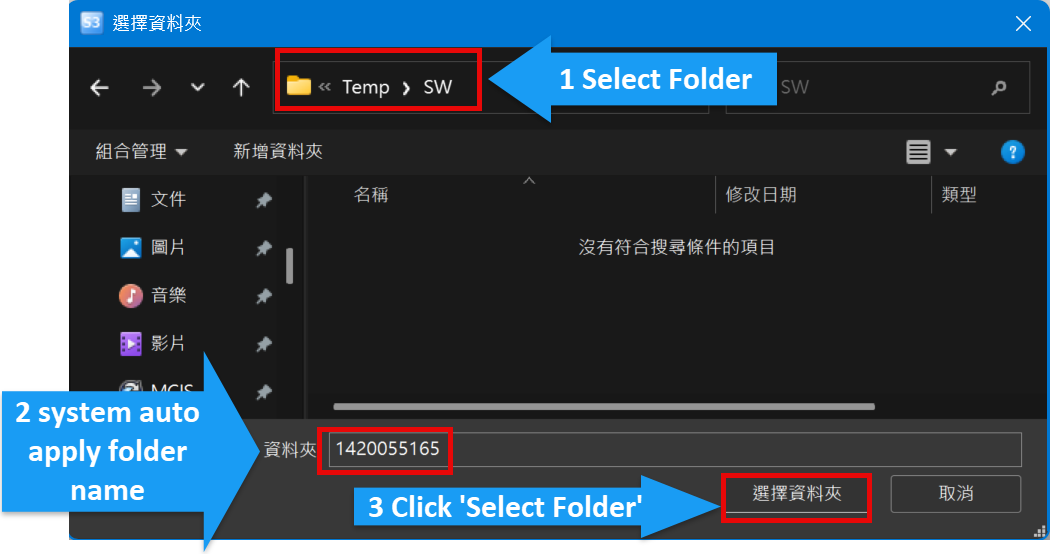 S3 選擇資料夾
« Temp › SW
1 Select Folder
SW
組合管理
新增資料夾
?
文件
圖片
音樂
影片
名稱
修改日期
類型
沒有符合搜尋條件的項目
2 system auto
apply folder
name
資料夾
1420055165
3 Click 'Select Folder'
選擇資料夾
取消